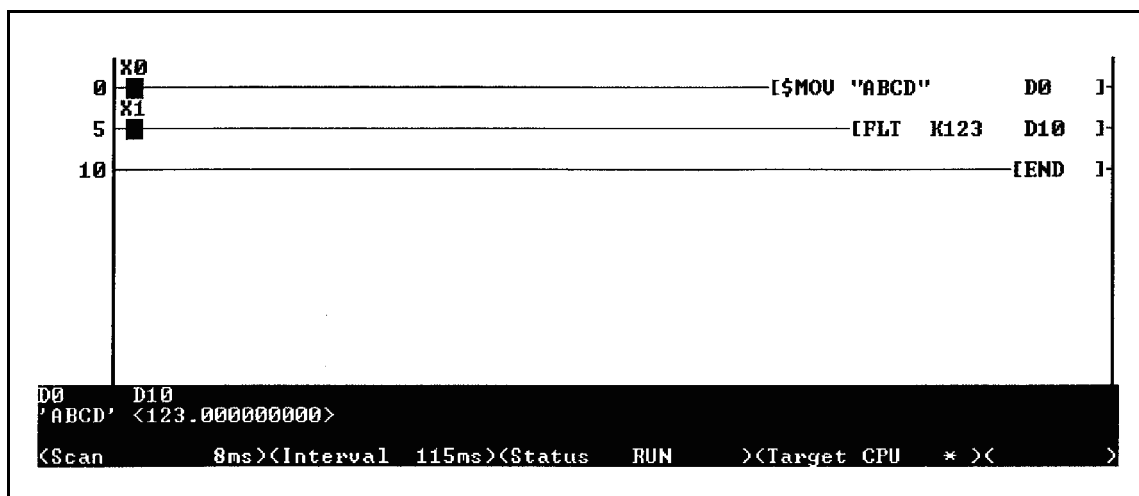 X0
0 [$MOV "ABCD" D0 ]
X1
5 [FLT K123 D10 ]
10 [END ]
D0 D10
'ABCD' <123.000000000>
<Scan 8ms><Interval 115ms><Status RUN ><Target CPU * >< >